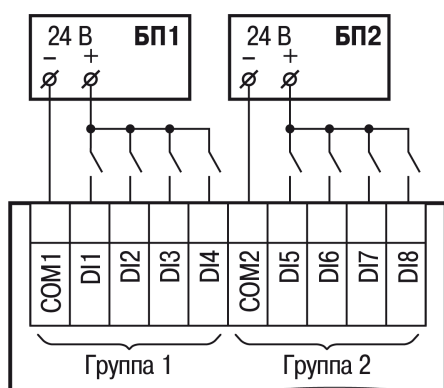 24 В БП1
– +
24 В БП2
– +
COM1 DI1 DI2 DI3 DI4 COM2 DI5 DI6 DI7 DI8
Группа 1 Группа 2